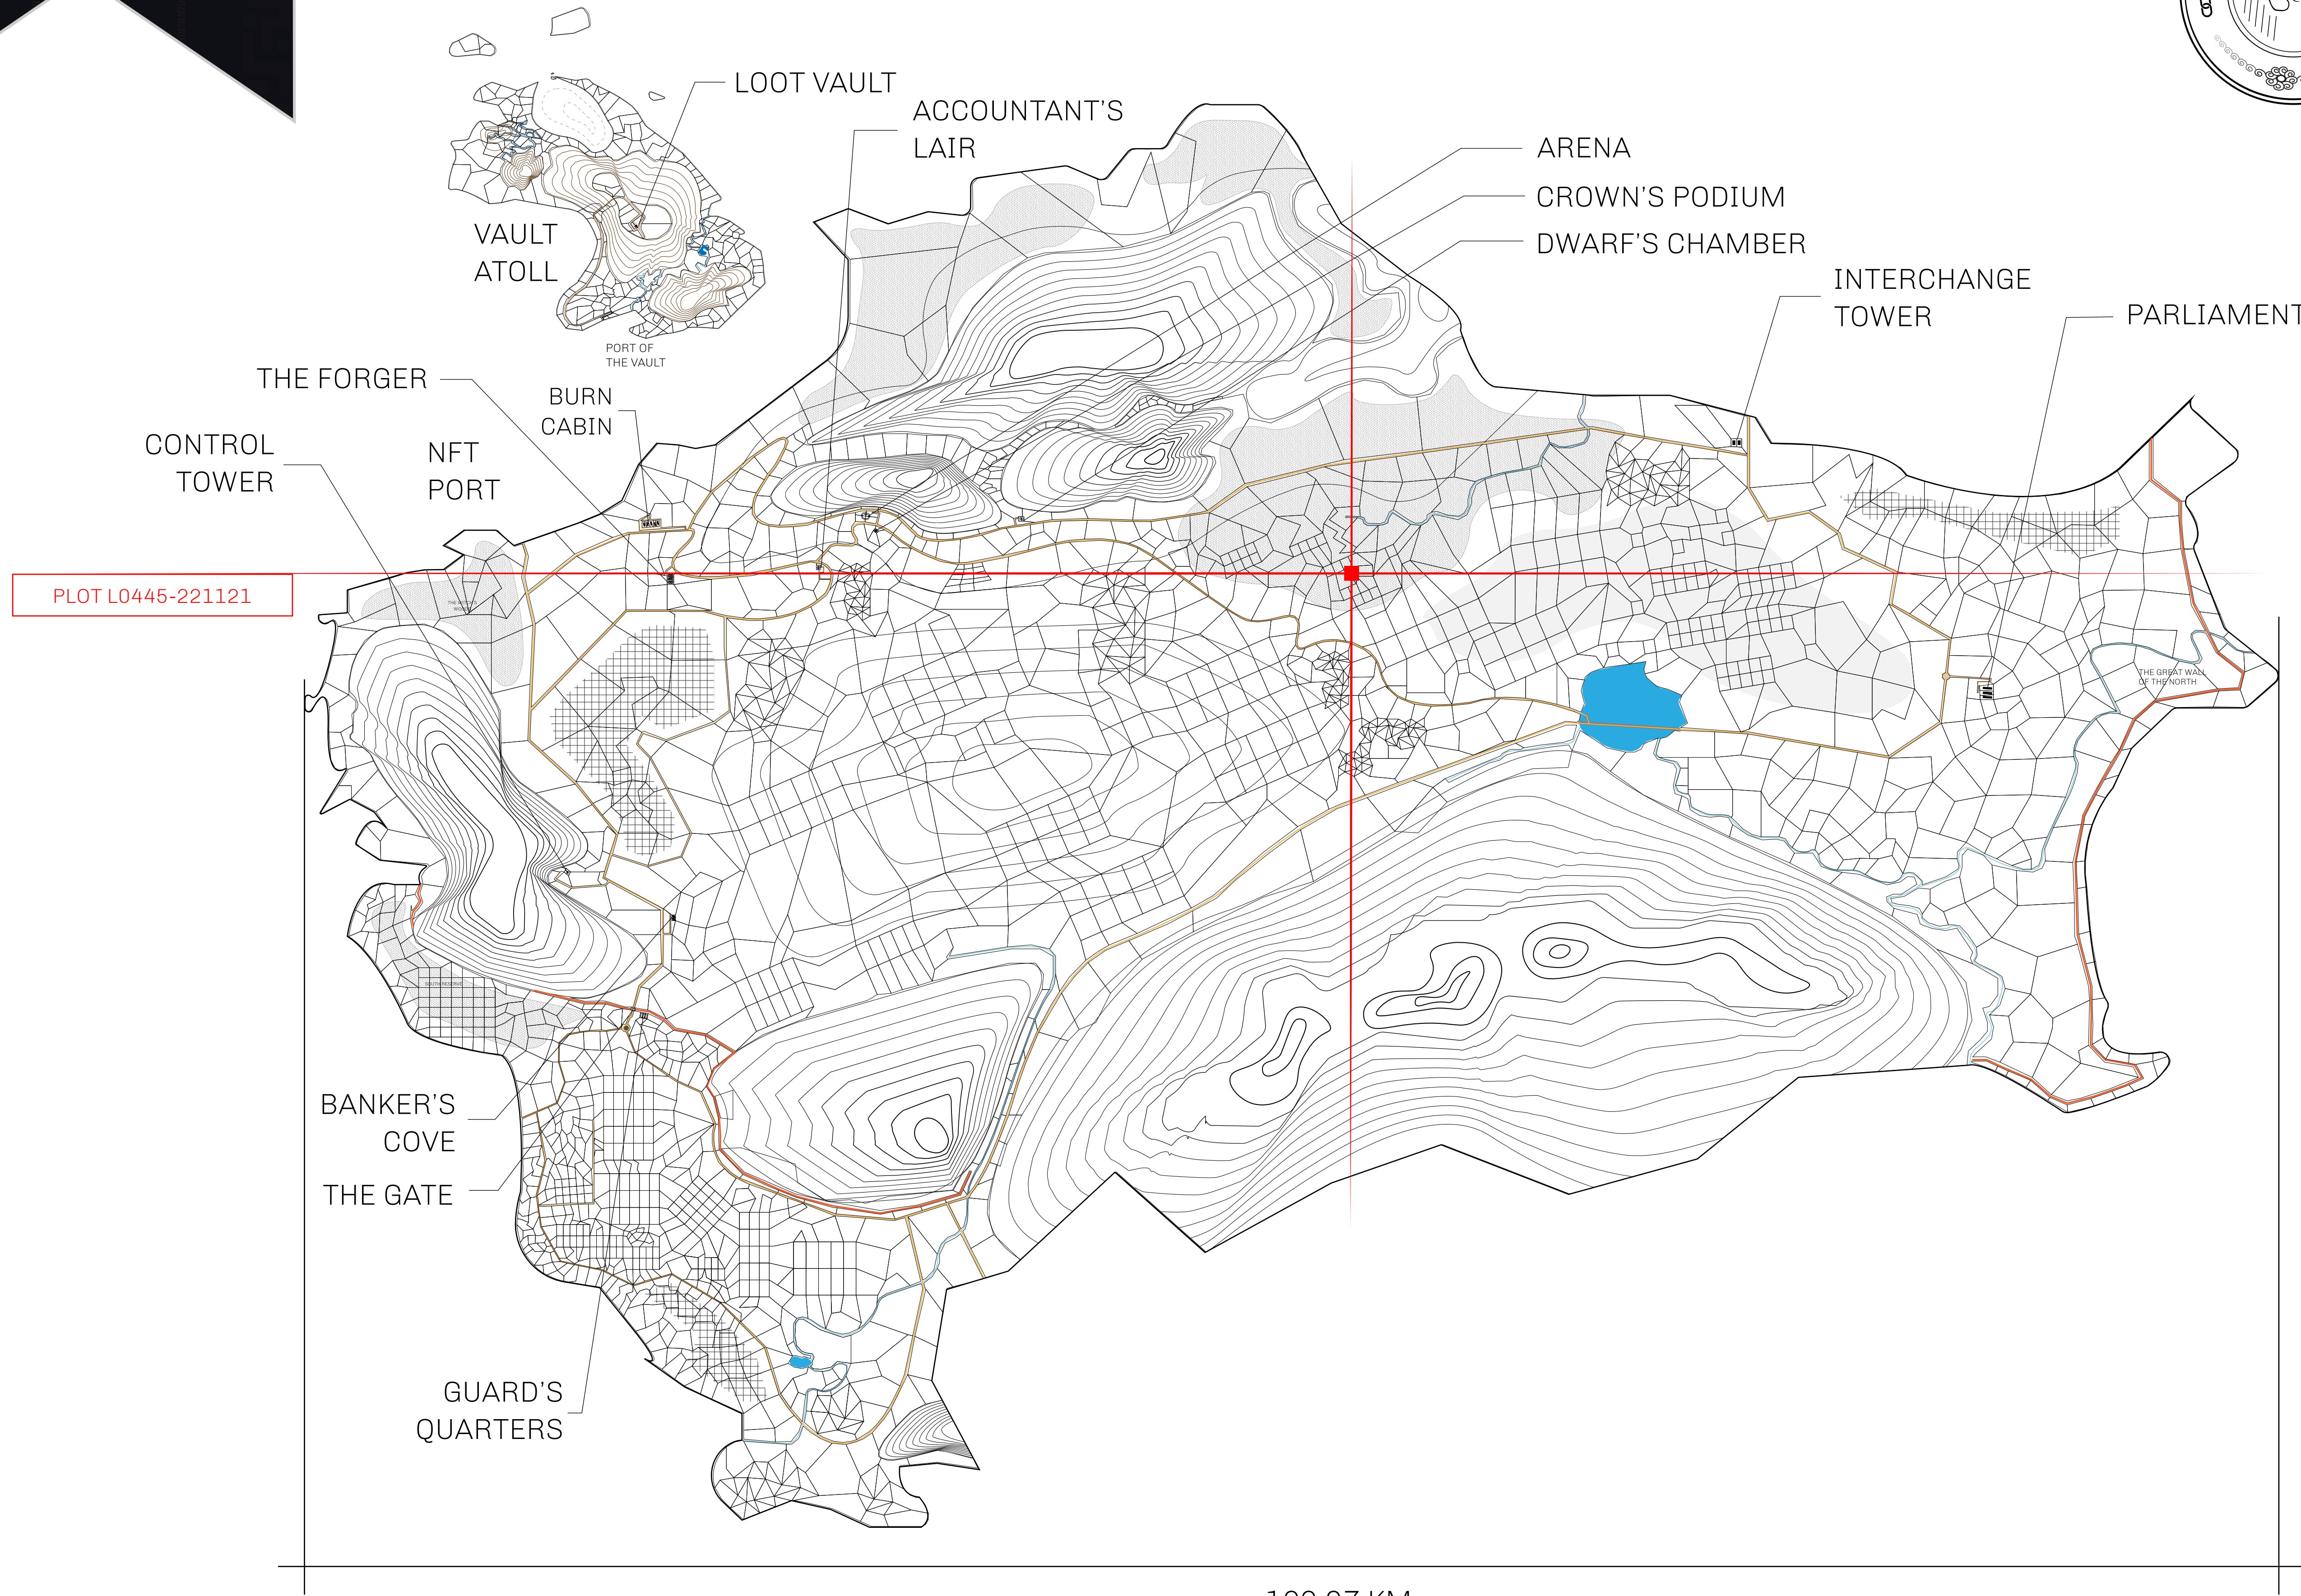 LOOT VAULT
ACCOUNTANT'S
LAIR
ARENA
CROWN'S PODIUM
DWARF'S CHAMBER
VAULT
ATOLL
INTERCHANGE
TOWER
PARLIAMENT
PORT OF
THE VAULT
THE FORGER
BURN
CABIN
CONTROL
TOWER
NFT
PORT
PLOT L0445-221121
THE GREAT WALL
OF THE NORTH
SOUTH RESERVE
BANKER'S
COVE
THE GATE
GUARD'S
QUARTERS